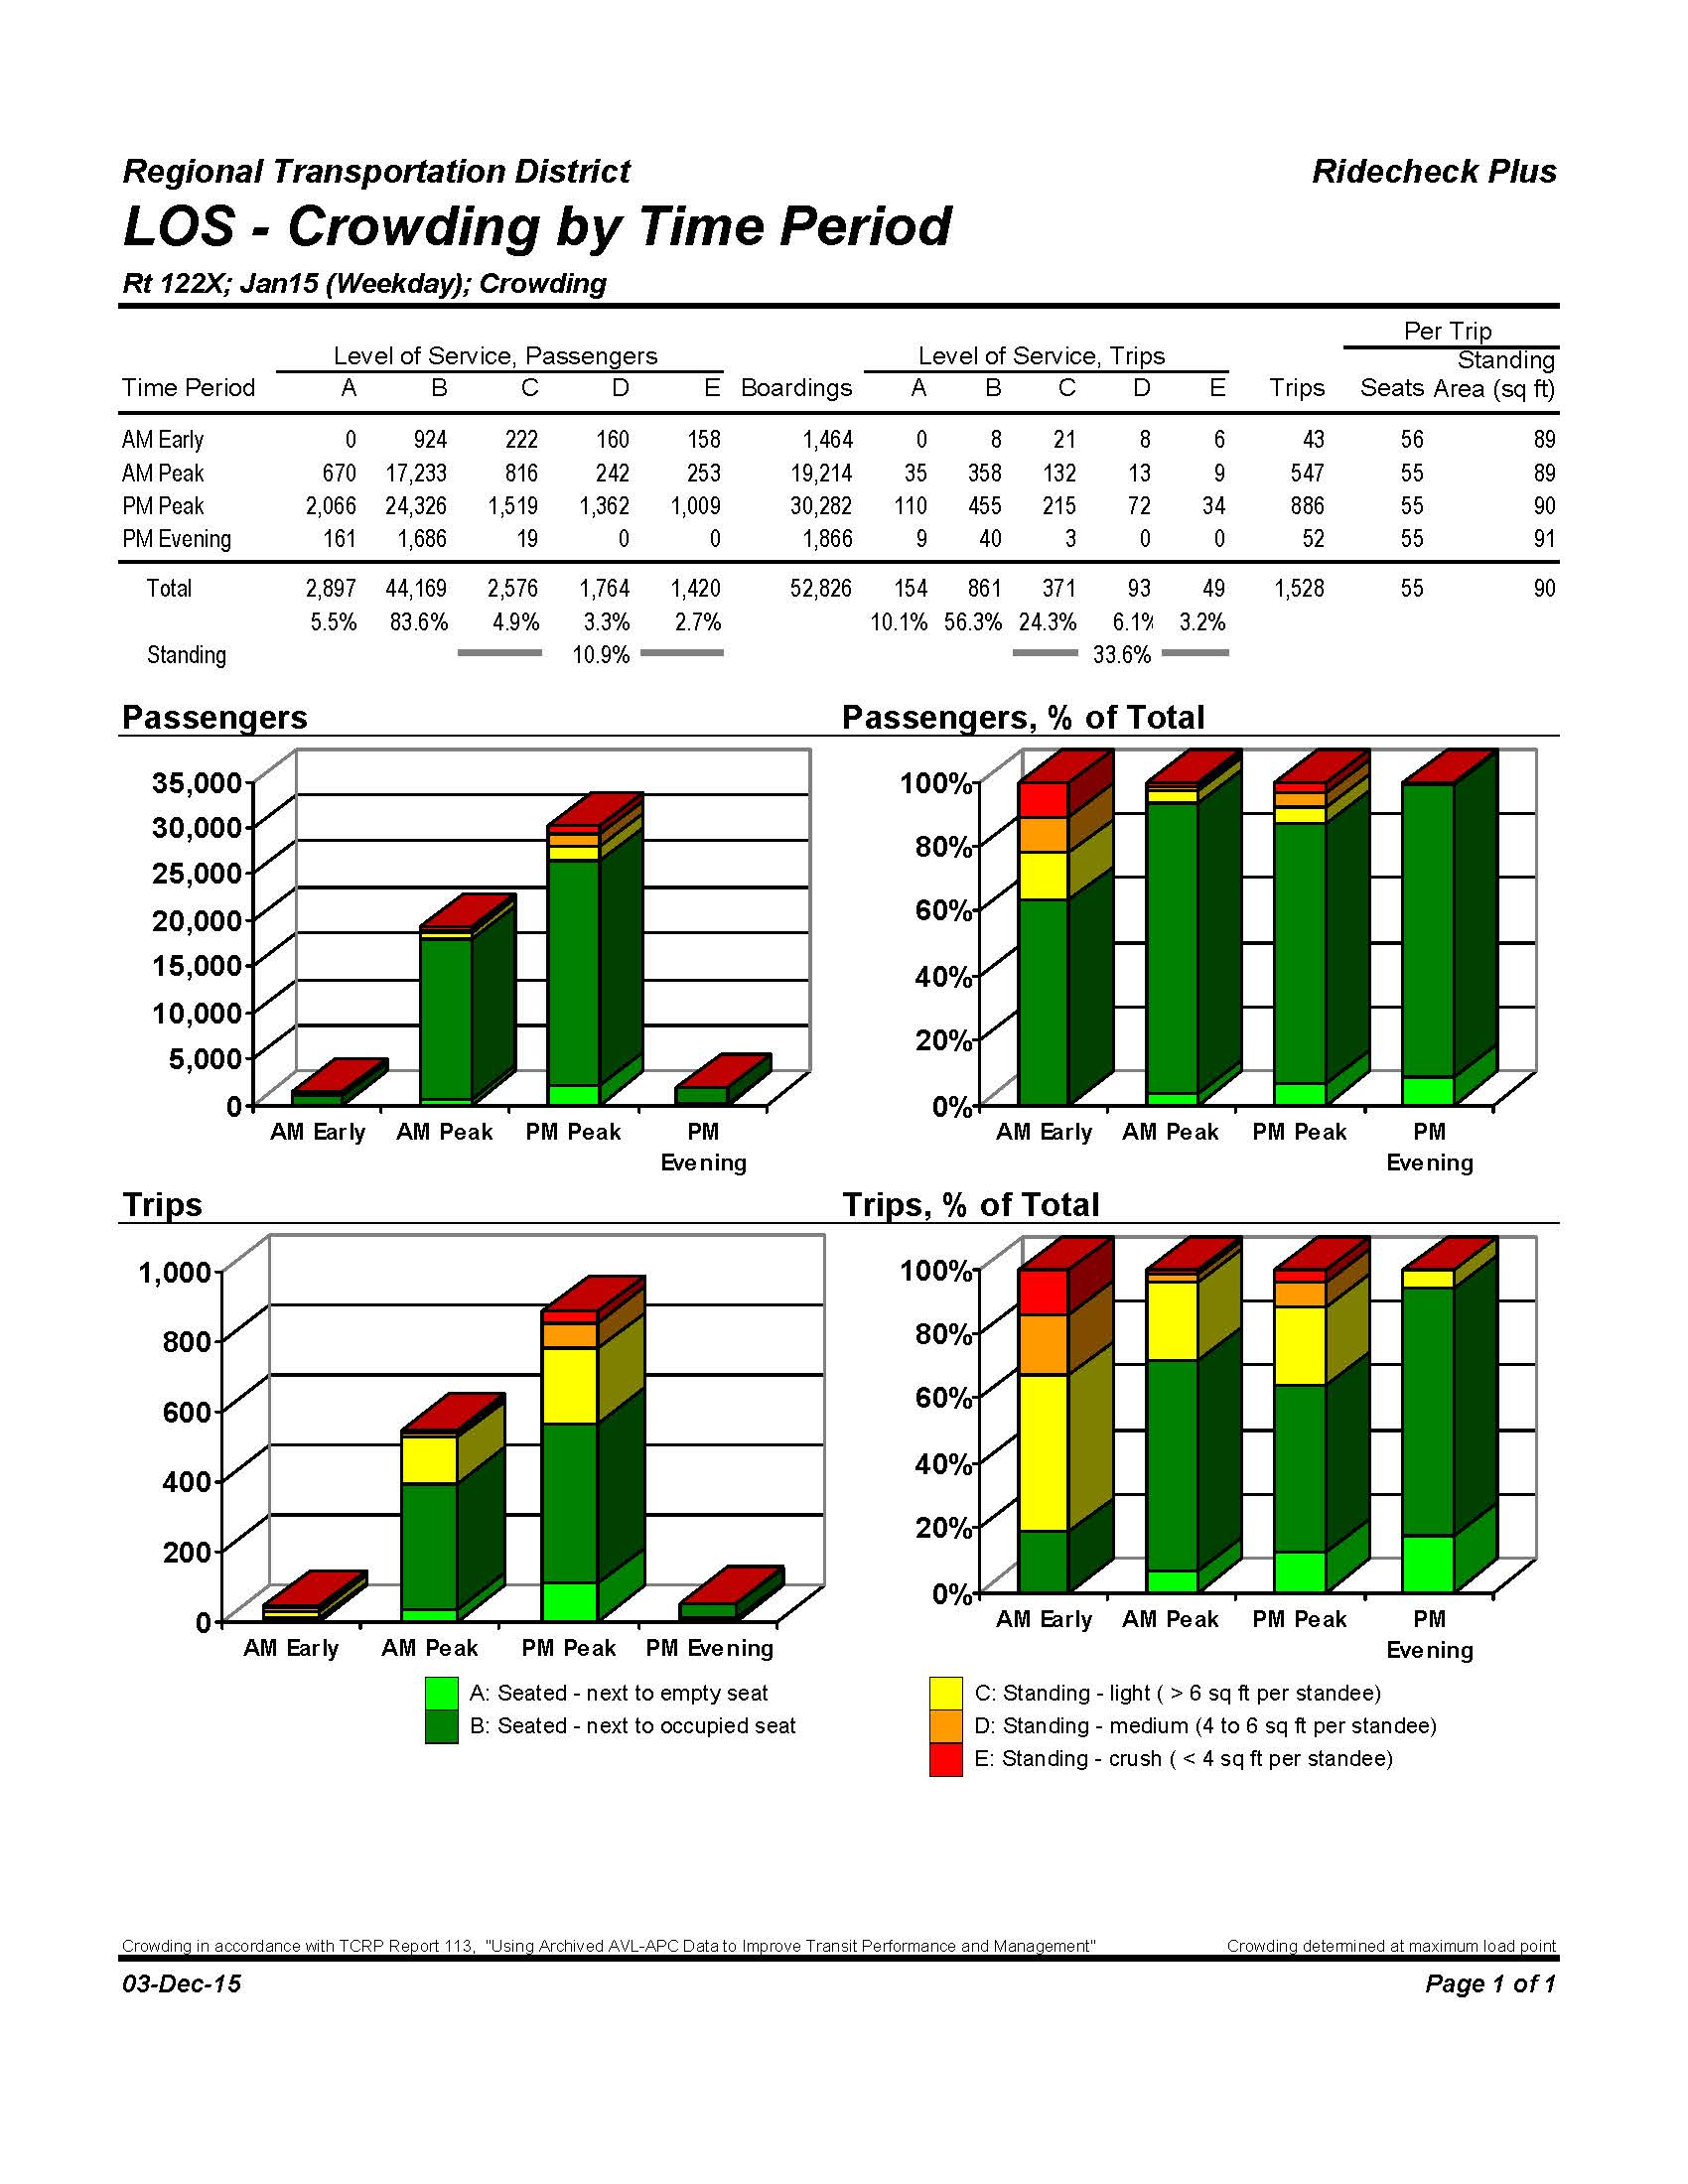 Regional Transportation District Ridecheck Plus
LOS - Crowding by Time Period
Rt 122X; Jan15 (Weekday); Crowding
Per Trip
Level of Service, Passengers Level of Service, Trips Standing
Time Period A B C D E Boardings A B C D E Trips Seats Area (sq ft)
AM Early 0 924 222 160 158 1,464 0 8 21 8 6 43 56 89
AM Peak 670 17,233 816 242 253 19,214 35 358 132 13 9 547 55 89
PM Peak 2,066 24,326 1,519 1,362 1,009 30,282 110 455 215 72 34 886 55 90
PM Evening 161 1,686 19 0 0 1,866 9 40 3 0 0 52 55 91
Total 2,897 44,169 2,576 1,764 1,420 52,826 154 861 371 93 49 1,528 55 90
5.5% 83.6% 4.9% 3.3% 2.7% 10.1% 56.3% 24.3% 6.1% 3.2%
Standing 10.9% 33.6%
Passengers Passengers, % of Total
35,000
30,000
25,000
20,000
15,000
10,000
5,000
0
AM Early AM Peak PM Peak PM
Evening
100%
80%
60%
40%
20%
0%
AM Early AM Peak PM Peak PM
Evening
Trips Trips, % of Total
1,000
800
600
400
200
0
AM Early AM Peak PM Peak PM Evening
100%
80%
60%
40%
20%
0%
AM Early AM Peak PM Peak PM
Evening
A: Seated - next to empty seat
B: Seated - next to occupied seat
C: Standing - light ( > 6 sq ft per standee)
D: Standing - medium (4 to 6 sq ft per standee)
E: Standing - crush ( < 4 sq ft per standee)
Crowding in accordance with TCRP Report 113, "Using Archived AVL-APC Data to Improve Transit Performance and Management" Crowding determined at maximum load point
03-Dec-15 Page 1 of 1